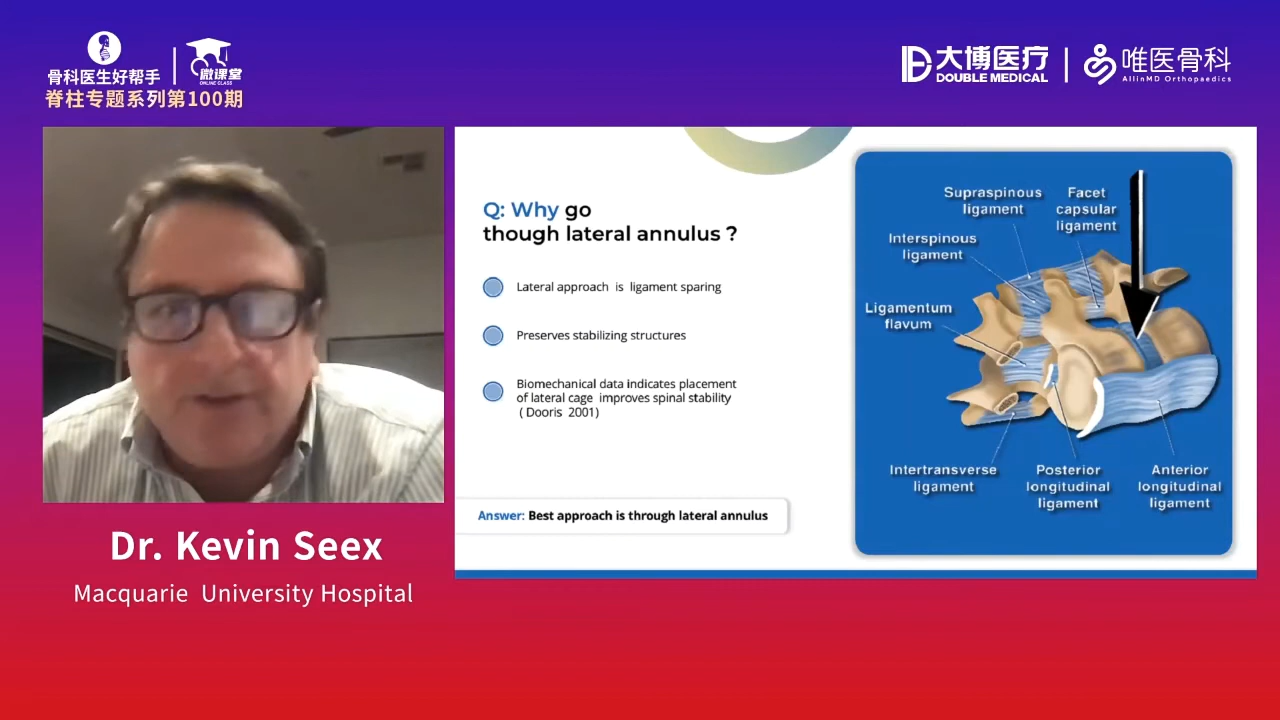 骨科医生好帮手
微课堂
ONLINE CLASS
脊柱专题系列第100期
大博医疗
DOUBLE MEDICAL
唯医骨科
AllinMD Orthopaedics
Q: Why go
though lateral annulus ?
Lateral approach is ligament sparing
Preserves stabilizing structures
Biomechanical data indicates placement
of lateral cage improves spinal stability
( Dooris 2001)
Answer: Best approach is through lateral annulus
Supraspinous
ligament
Facet
capsular
ligament
Interspinous
ligament
Ligamentum
flavum
Intertransverse
ligament
Posterior
longitudinal
ligament
Anterior
longitudinal
ligament
Dr. Kevin Seex
Macquarie University Hospital